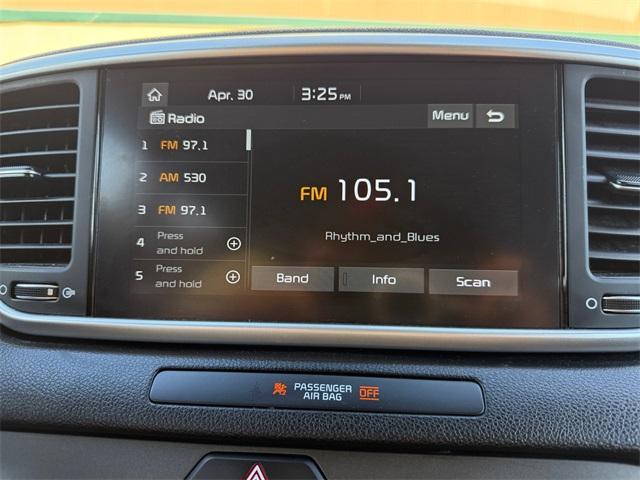 Apr. 30 3:25 PM
Radio Menu
1 FM 97.1
2 AM 530
3 FM 97.1
4 Press and hold
5 Press and hold
FM 105.1
Rhythm_and_Blues
Band Info Scan
PASSENGER AIR BAG OFF